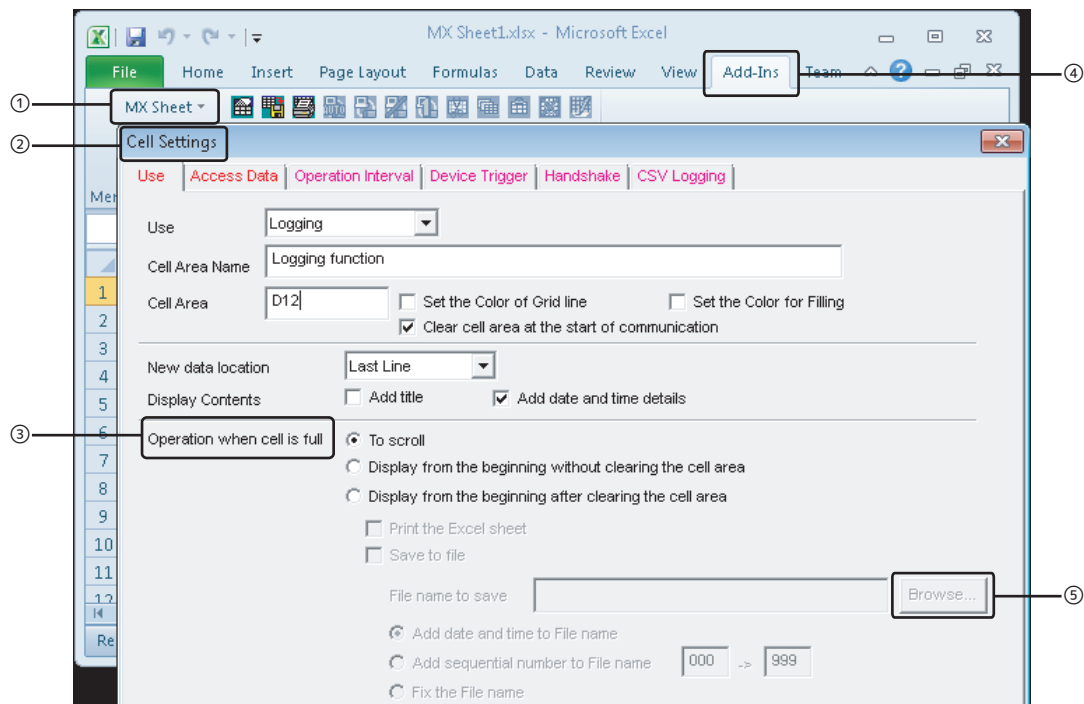 MX Sheet1.xlsx - Microsoft Excel
File Home Insert Page Layout Formulas Data Review View Add-Ins Team ④
① MX Sheet
② Cell Settings
Use Access Data Operation Interval Device Trigger Handshake CSV Logging
Use Logging
Cell Area Name Logging function
1 Cell Area D12 Set the Color of Grid line Set the Color for Filling
2 Clear cell area at the start of communication
3
4 New data location Last Line
5 Display Contents Add title Add date and time details
③ 6 Operation when cell is full To scroll
7 Display from the beginning without clearing the cell area
8 Display from the beginning after clearing the cell area
9 Print the Excel sheet
10 Save to file
11
12 File name to save Browse... ⑤
Re Add date and time to File name
Add sequential number to File name 000 -> 999
Fix the File name